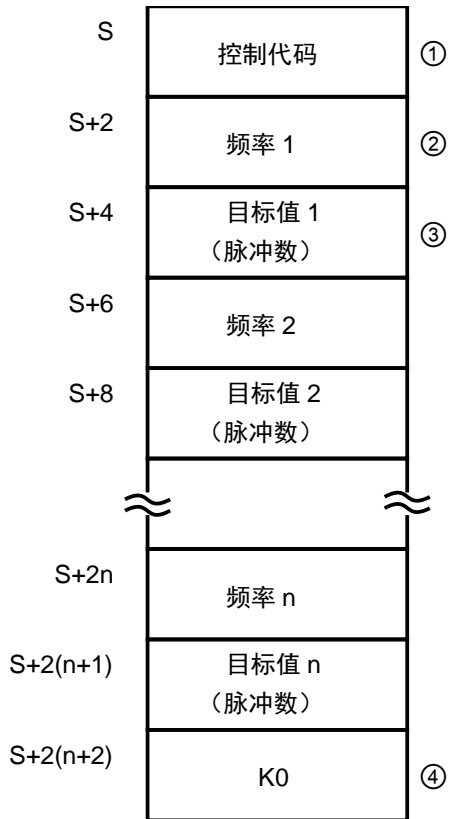 S
控制代码
①
S+2
频率 1
②
S+4
目标值 1
（脉冲数）
③
S+6
频率 2
S+8
目标值 2
（脉冲数）
S+2n
频率 n
S+2(n+1)
目标值 n
（脉冲数）
S+2(n+2)
K0
④